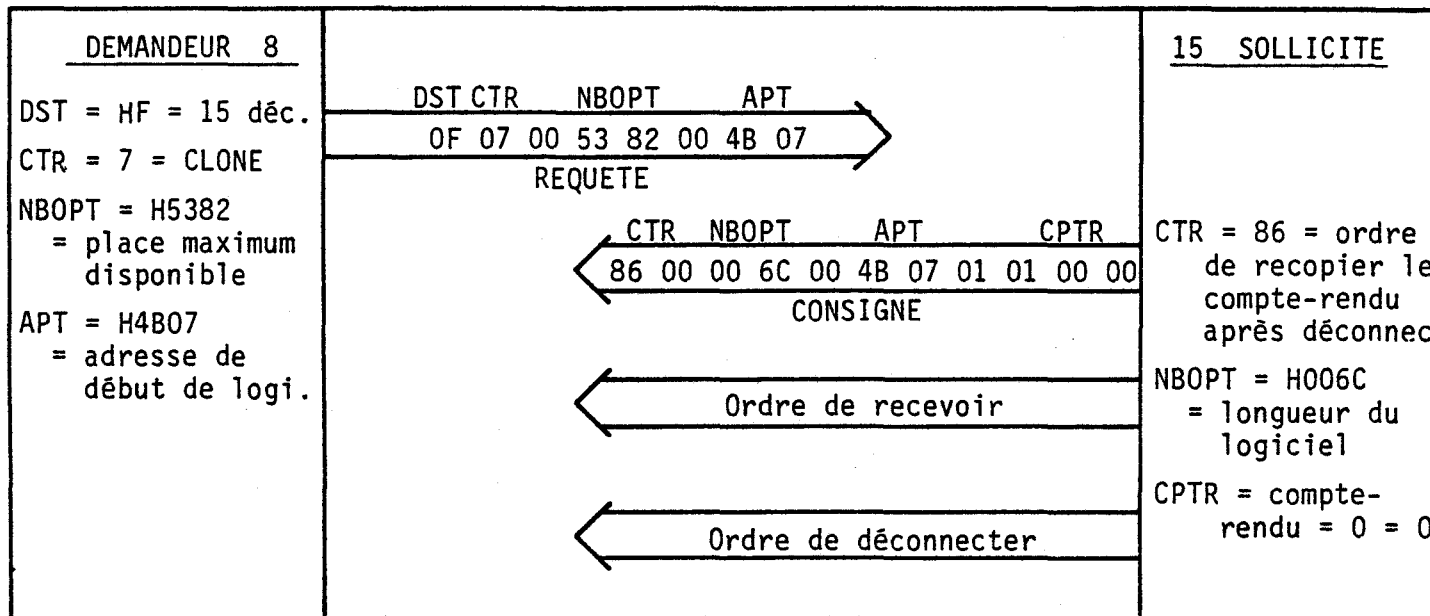 DEMANDEUR 8
DST = HF = 15 déc.
CTR = 7 = CLONE
NBOPT = H5382
= place maximum
disponible
APT = H4B07
= adresse de
début de logi.
DST CTR NBOPT APT
0F 07 00 53 82 00 4B 07
REQUETE
CTR NBOPT APT CPTR
86 00 00 6C 00 4B 07 01 01 00 00
CONSIGNE
Ordre de recevoir
Ordre de déconnecter
15 SOLLICITE
CTR = 86 = ordre
de recopier le
compte-rendu
après déconnec
NBOPT = H006C
= longueur du
logiciel
CPTR = compte-
rendu = 0 = 0